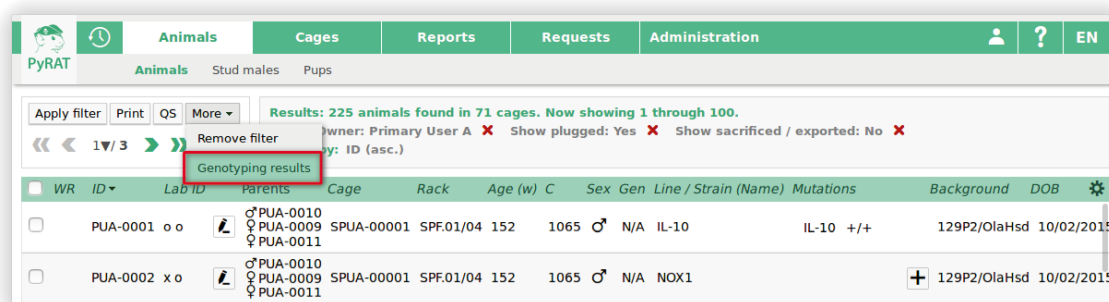 PyRAT
Animals Cages Reports Requests Administration ? EN
Animals Stud males Pups
Apply filter Print QS More ▾
Results: 225 animals found in 71 cages. Now showing 1 through 100.
Owner: Primary User A ✘ Show plugged: Yes ✘ Show sacrificed / exported: No ✘
1▾/ 3
Remove filter
by: ID (asc.)
Genotyping results
WR ID▾ Lab ID Parents Cage Rack Age (w) C Sex Gen Line / Strain (Name) Mutations Background DOB
♂PUA-0010
PUA-0001 o o ♀PUA-0009 SPUA-00001 SPF.01/04 152 1065 ♂ N/A IL-10 IL-10 +/+ 129P2/OlaHsd 10/02/2015
♀PUA-0011
♂PUA-0010
PUA-0002 x o ♀PUA-0009 SPUA-00001 SPF.01/04 152 1065 ♂ N/A NOX1 + 129P2/OlaHsd 10/02/2015
♀PUA-0011